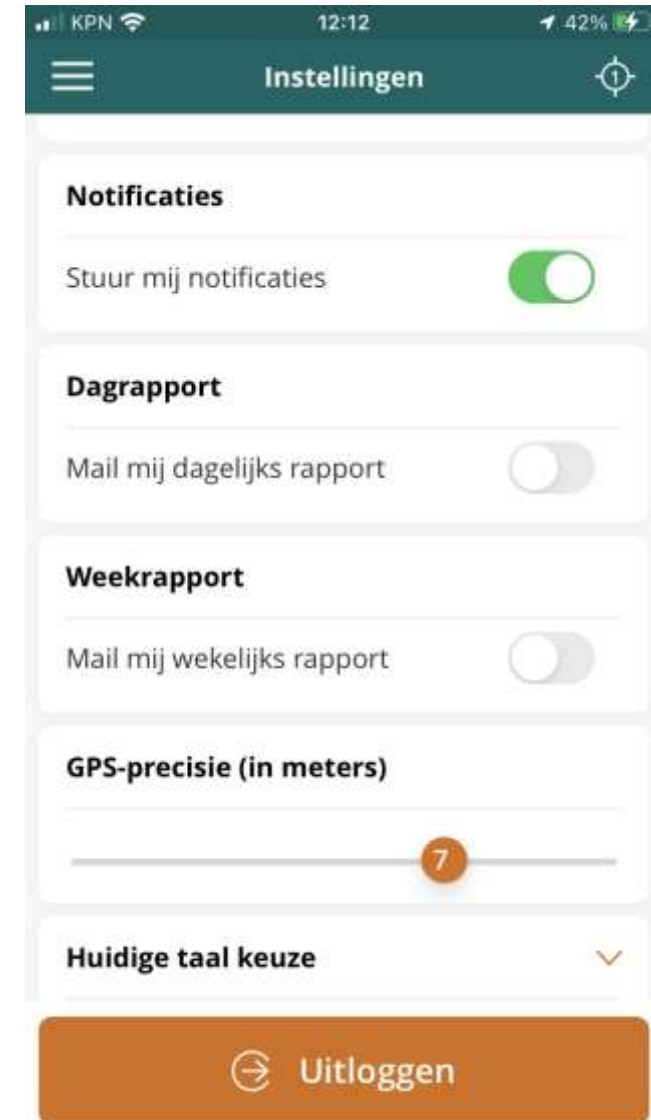 KPN 12:12 42%
Instellingen
1
Notificaties
Stuur mij notificaties
Dagrapport
Mail mij dagelijks rapport
Weekrapport
Mail mij wekelijks rapport
GPS-precisie (in meters)
7
Huidige taal keuze
Uitloggen